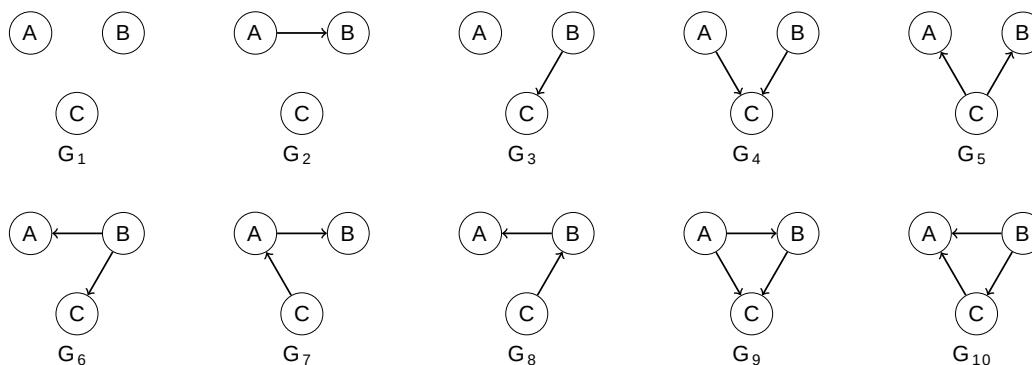 A B A B A B A B A B
C C C C C
G1 G2 G3 G4 G5
A B A B A B A B A B
C C C C C
G6 G7 G8 G9 G10